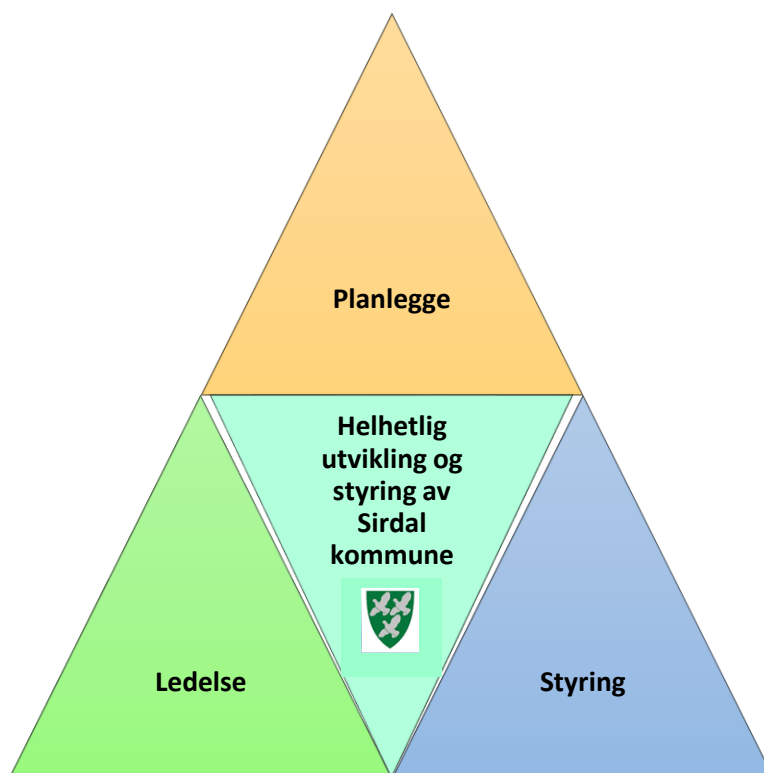 Planlegge
Helhetlig
utvikling og
styring av
Sirdal
kommune
Ledelse
Styring